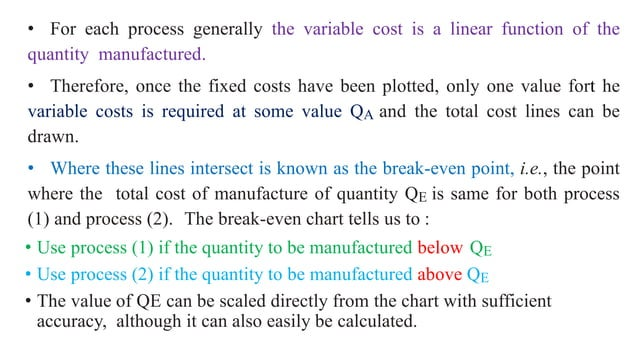 • For each process generally the variable cost is a linear function of the
quantity manufactured.
• Therefore, once the fixed costs have been plotted, only one value fort he
variable costs is required at some value QA and the total cost lines can be
drawn.
• Where these lines intersect is known as the break-even point, i.e., the point
where the total cost of manufacture of quantity QE is same for both process
(1) and process (2). The break-even chart tells us to :
• Use process (1) if the quantity to be manufactured below QE
• Use process (2) if the quantity to be manufactured above QE
• The value of QE can be scaled directly from the chart with sufficient
accuracy, although it can also easily be calculated.